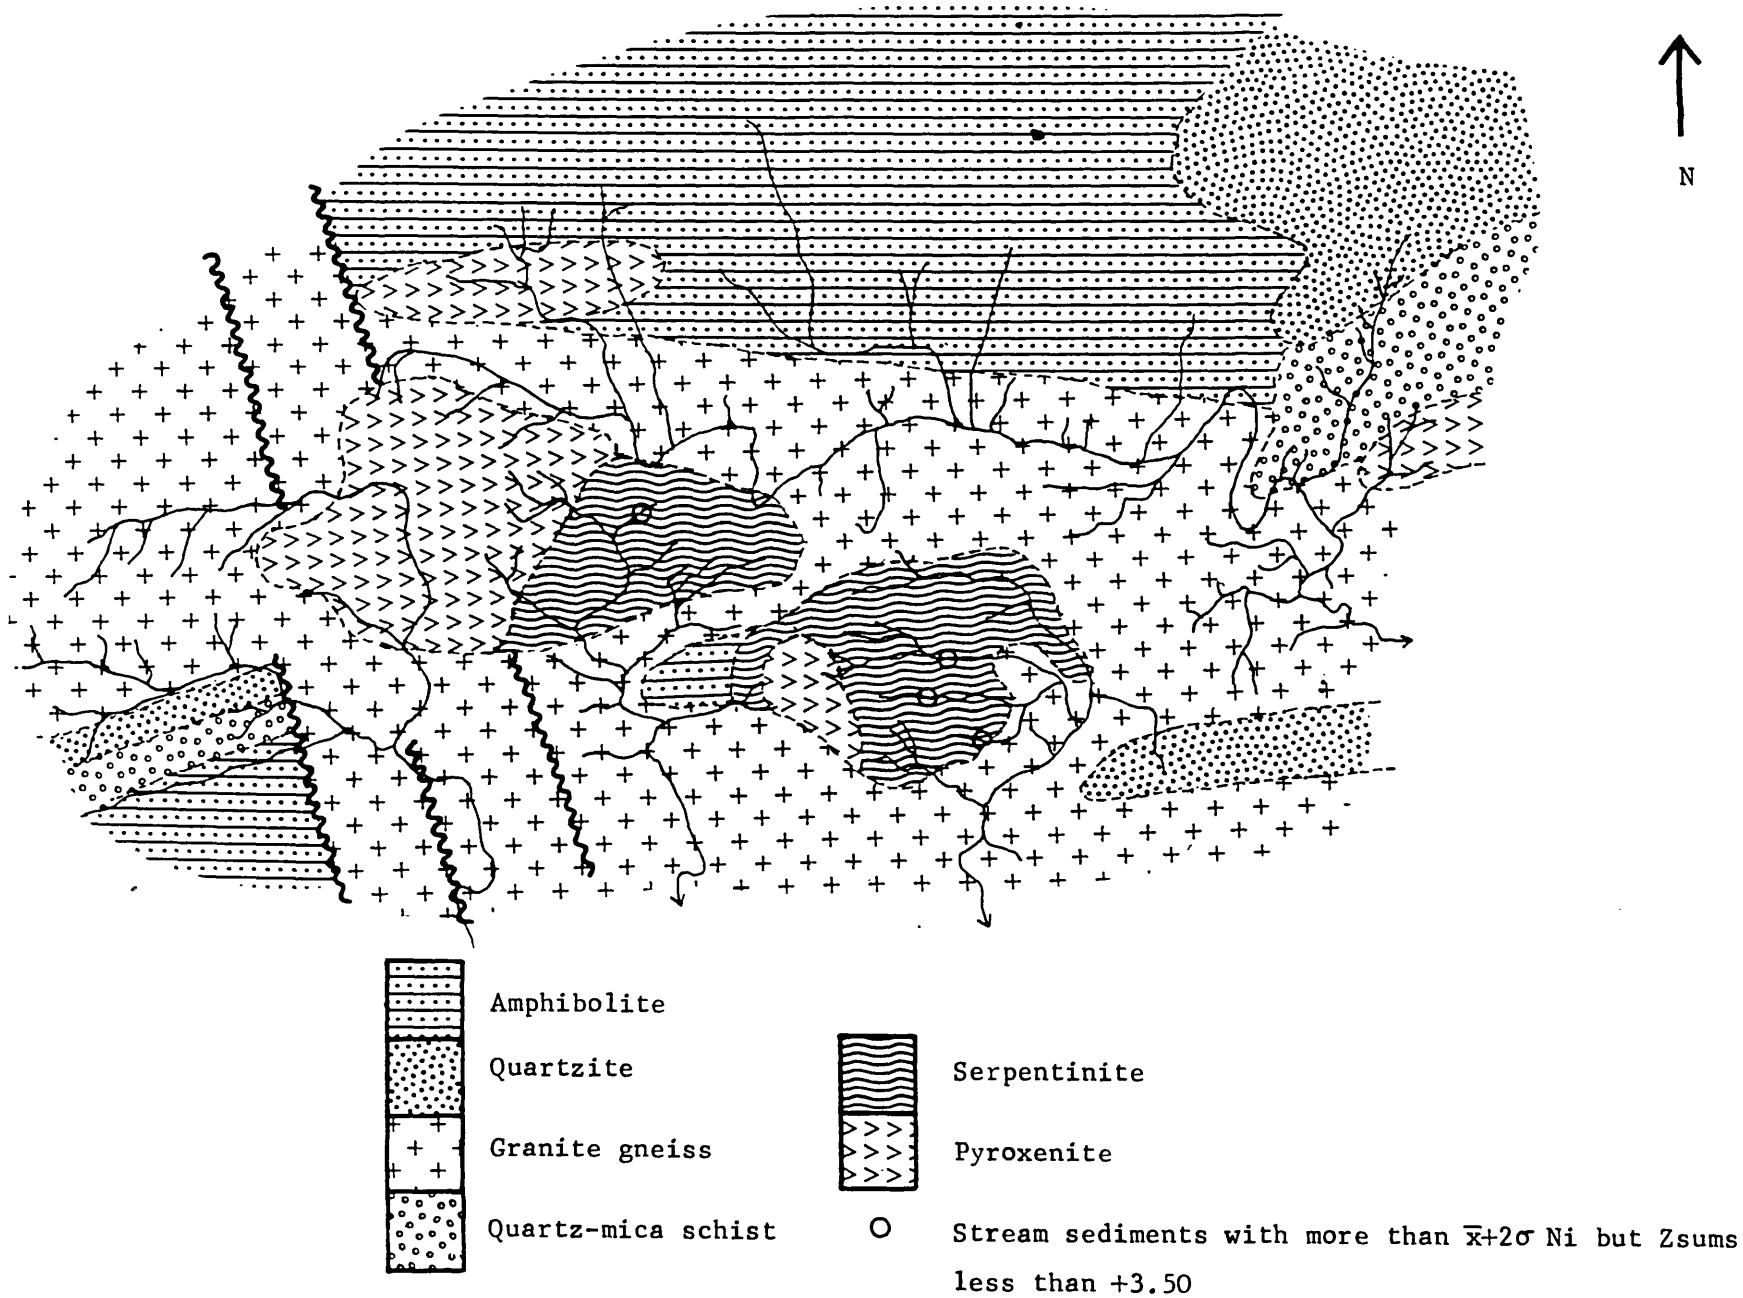 N
Amphibolite
Quartzite
Granite gneiss
Quartz-mica schist
Serpentinite
Pyroxenite
Stream sediments with more than x̅+2σ Ni but Zsums
less than +3.50